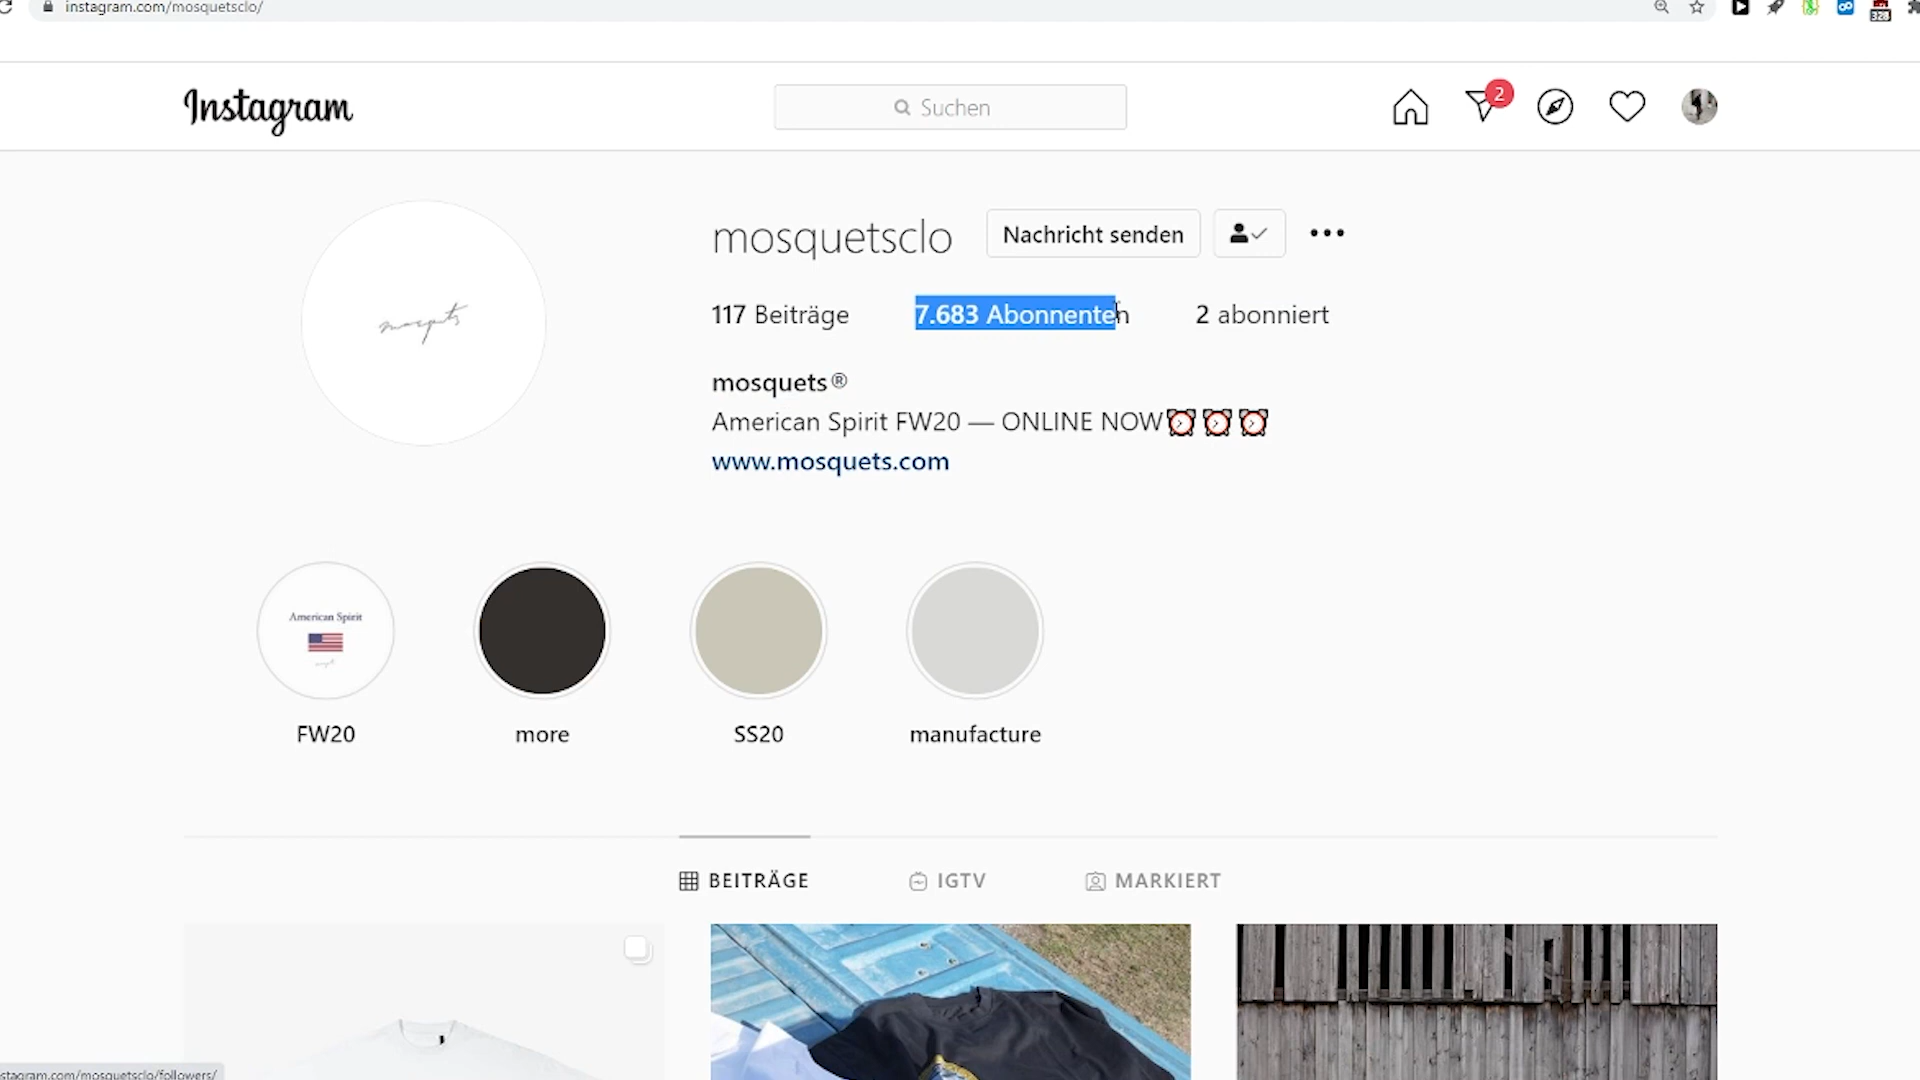 instagram.com/mosquetsclo/
328
Instagram
Suchen
2
mosquets
mosquetsclo
Nachricht senden
117 Beiträge
7.683 Abonnenten
2 abonniert
mosquets®
American Spirit FW20 — ONLINE NOW⏰⏰⏰
www.mosquets.com
American Spirit
FW20
more
SS20
manufacture
BEITRÄGE
IGTV
MARKIERT
stagram.com/mosquetsclo/followers/